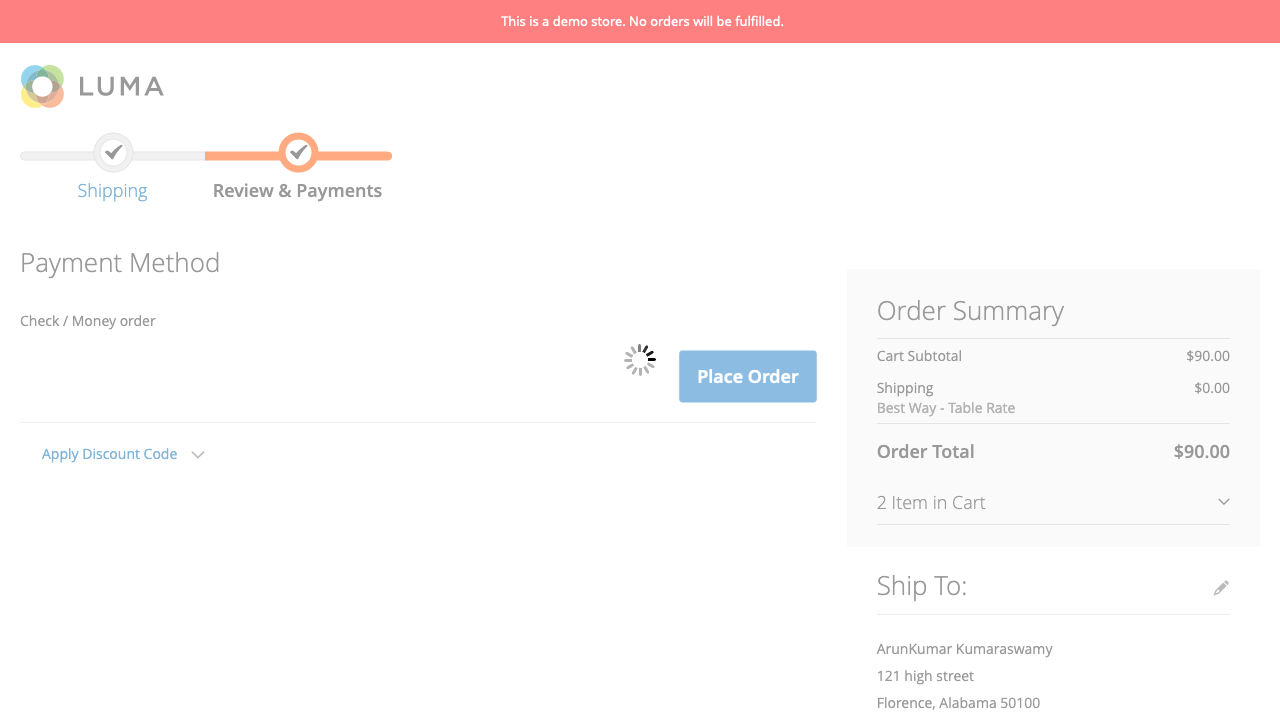 This is a demo store. No orders will be fulfilled.
LUMA
Shipping
Review & Payments
Payment Method
Check / Money order
Place Order
Apply Discount Code
Order Summary
Cart Subtotal $90.00
Shipping $0.00
Best Way - Table Rate
Order Total $90.00
2 Item in Cart
Ship To:
ArunKumar Kumaraswamy
121 high street
Florence, Alabama 50100